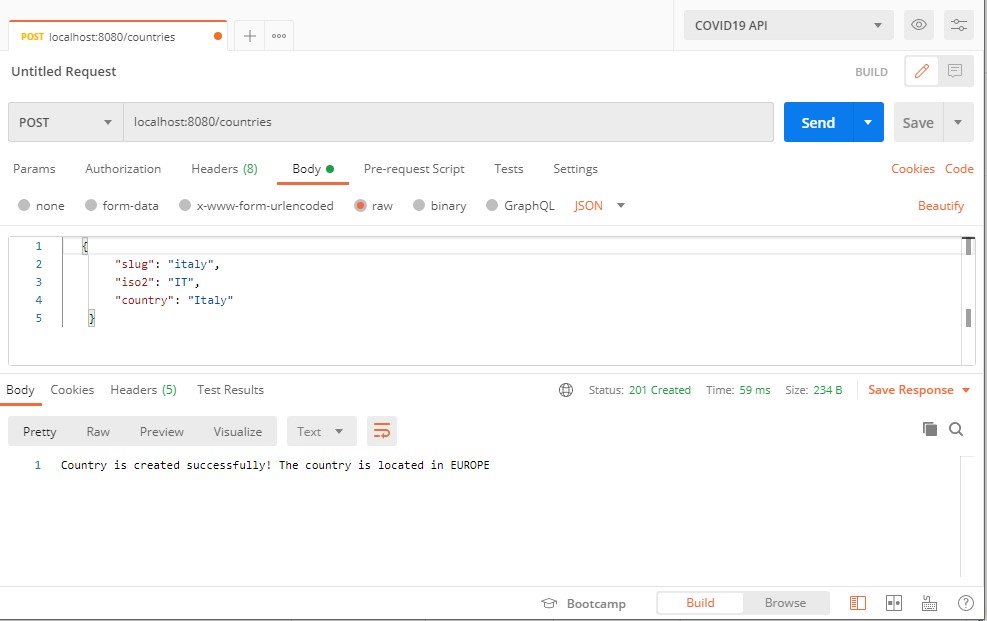 POST localhost:8080/countries
COVID19 API
Untitled Request
BUILD
POST localhost:8080/countries Send Save
Params Authorization Headers (8) Body Pre-request Script Tests Settings Cookies Code
none form-data x-www-form-urlencoded raw binary GraphQL JSON Beautify
1 {
2 "slug": "italy",
3 "iso2": "IT",
4 "country": "Italy"
5 }
Body Cookies Headers (5) Test Results Status: 201 Created Time: 59 ms Size: 234 B Save Response
Pretty Raw Preview Visualize Text
1 Country is created successfully! The country is located in EUROPE
Bootcamp Build Browse